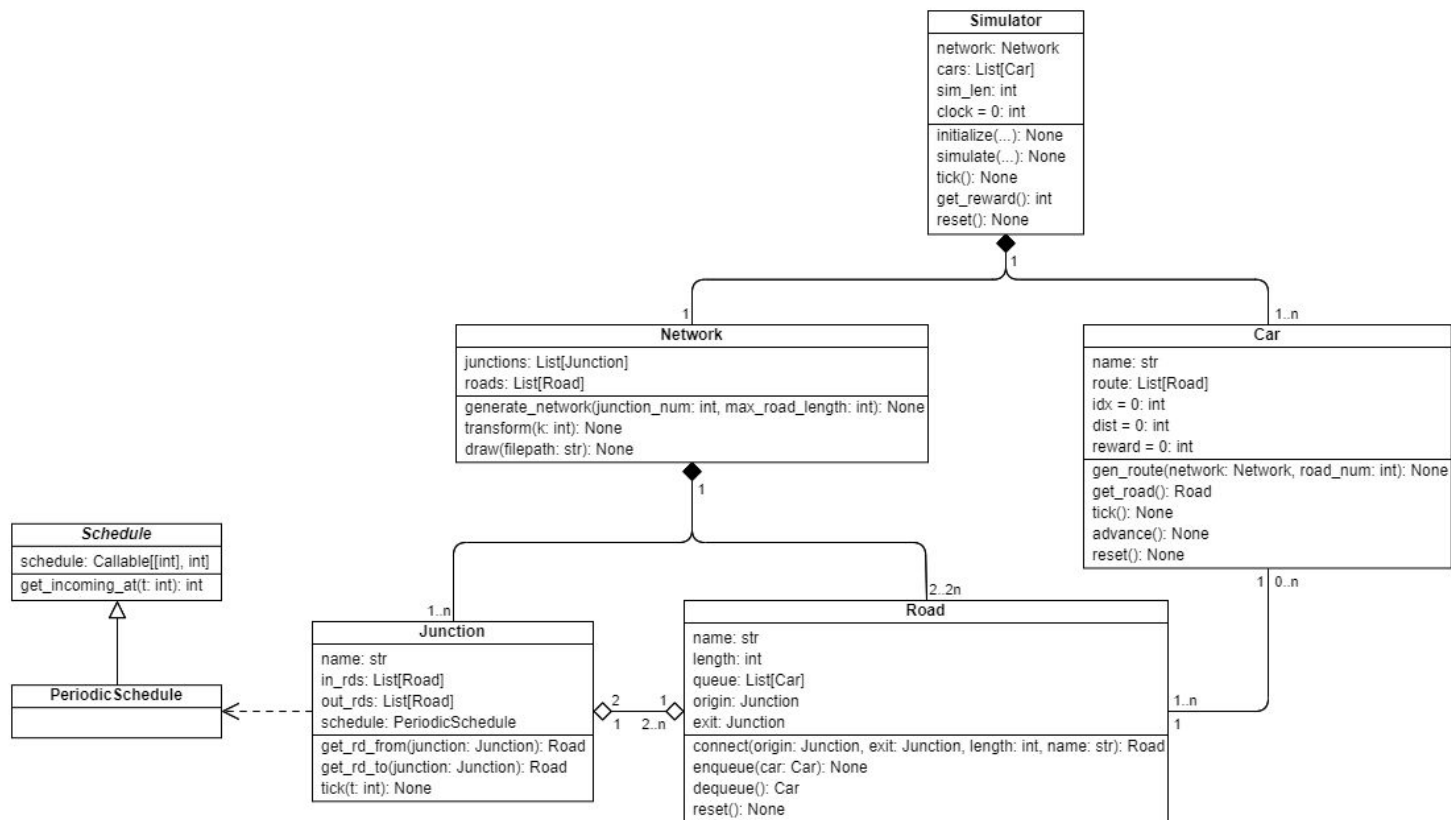 Simulator
network: Network
cars: List[Car]
sim_len: int
clock = 0: int
initialize(...): None
simulate(...): None
tick(): None
get_reward(): int
reset(): None
1
1
1..n
Network
junctions: List[Junction]
roads: List[Road]
generate_network(junction_num: int, max_road_length: int): None
transform(k: int): None
draw(filepath: str): None
Car
name: str
route: List[Road]
idx = 0: int
dist = 0: int
reward = 0: int
gen_route(network: Network, road_num: int): None
get_road(): Road
tick(): None
advance(): None
reset(): None
1
1..n
2..2n
1 0..n
Schedule
schedule: Callable[[int], int]
get_incoming_at(t: int): int
PeriodicSchedule
Junction
name: str
in_rds: List[Road]
out_rds: List[Road]
schedule: PeriodicSchedule
get_rd_from(junction: Junction): Road
get_rd_to(junction: Junction): Road
tick(t: int): None
2 1
1 2..n
Road
name: str
length: int
queue: List[Car]
origin: Junction
exit: Junction
connect(origin: Junction, exit: Junction, length: int, name: str): Road
enqueue(car: Car): None
dequeue(): Car
reset(): None
1..n
1